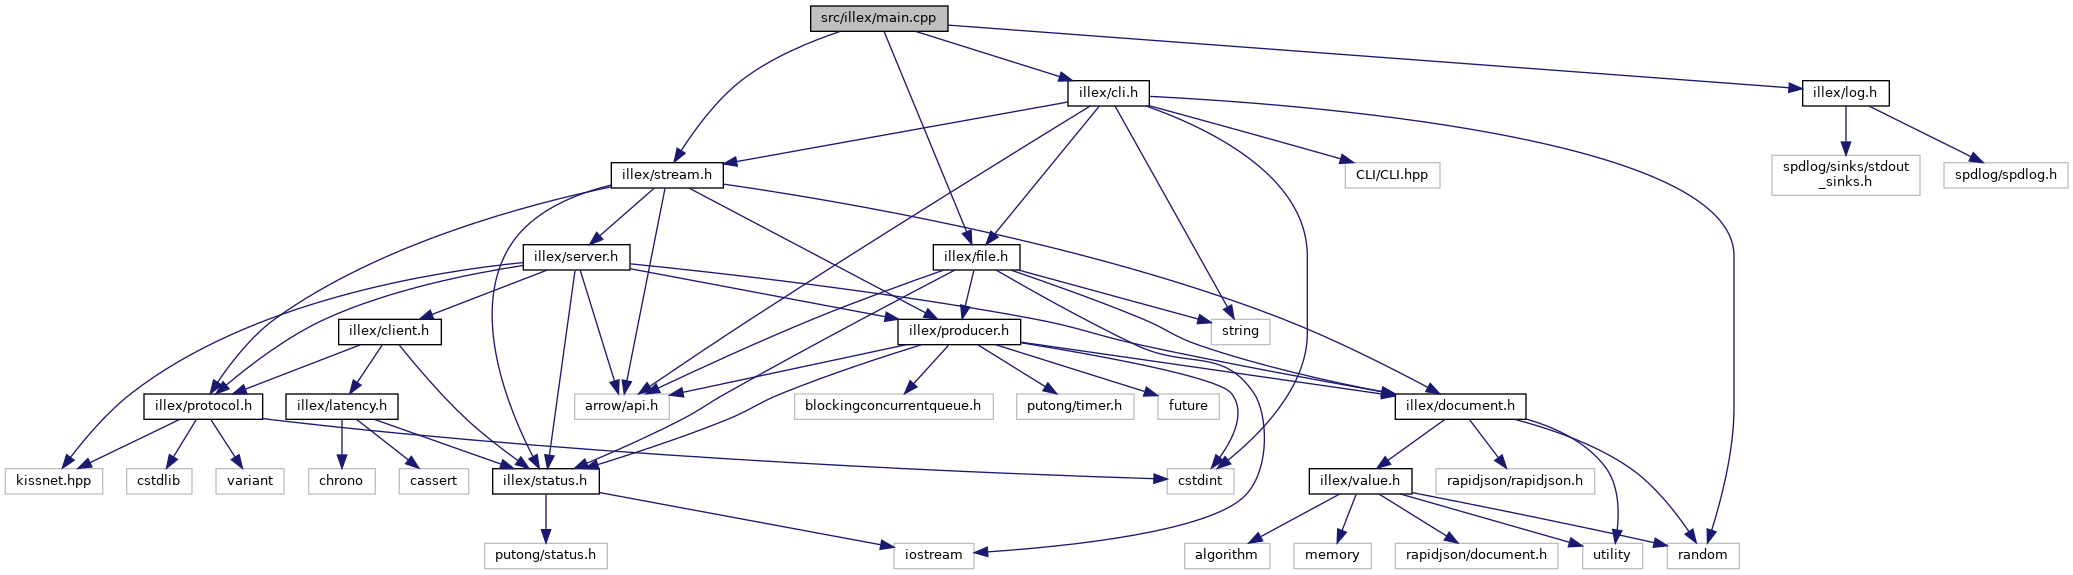 src/illex/main.cpp
illex/cli.h
illex/log.h
illex/stream.h
CLI/CLI.hpp
spdlog/sinks/stdout
_sinks.h
spdlog/spdlog.h
illex/server.h
illex/file.h
illex/client.h
illex/producer.h
string
illex/protocol.h
illex/latency.h
arrow/api.h
blockingconcurrentqueue.h
putong/timer.h
future
illex/document.h
kissnet.hpp
cstdlib
variant
chrono
cassert
illex/status.h
cstdint
illex/value.h
rapidjson/rapidjson.h
putong/status.h
iostream
algorithm
memory
rapidjson/document.h
utility
random